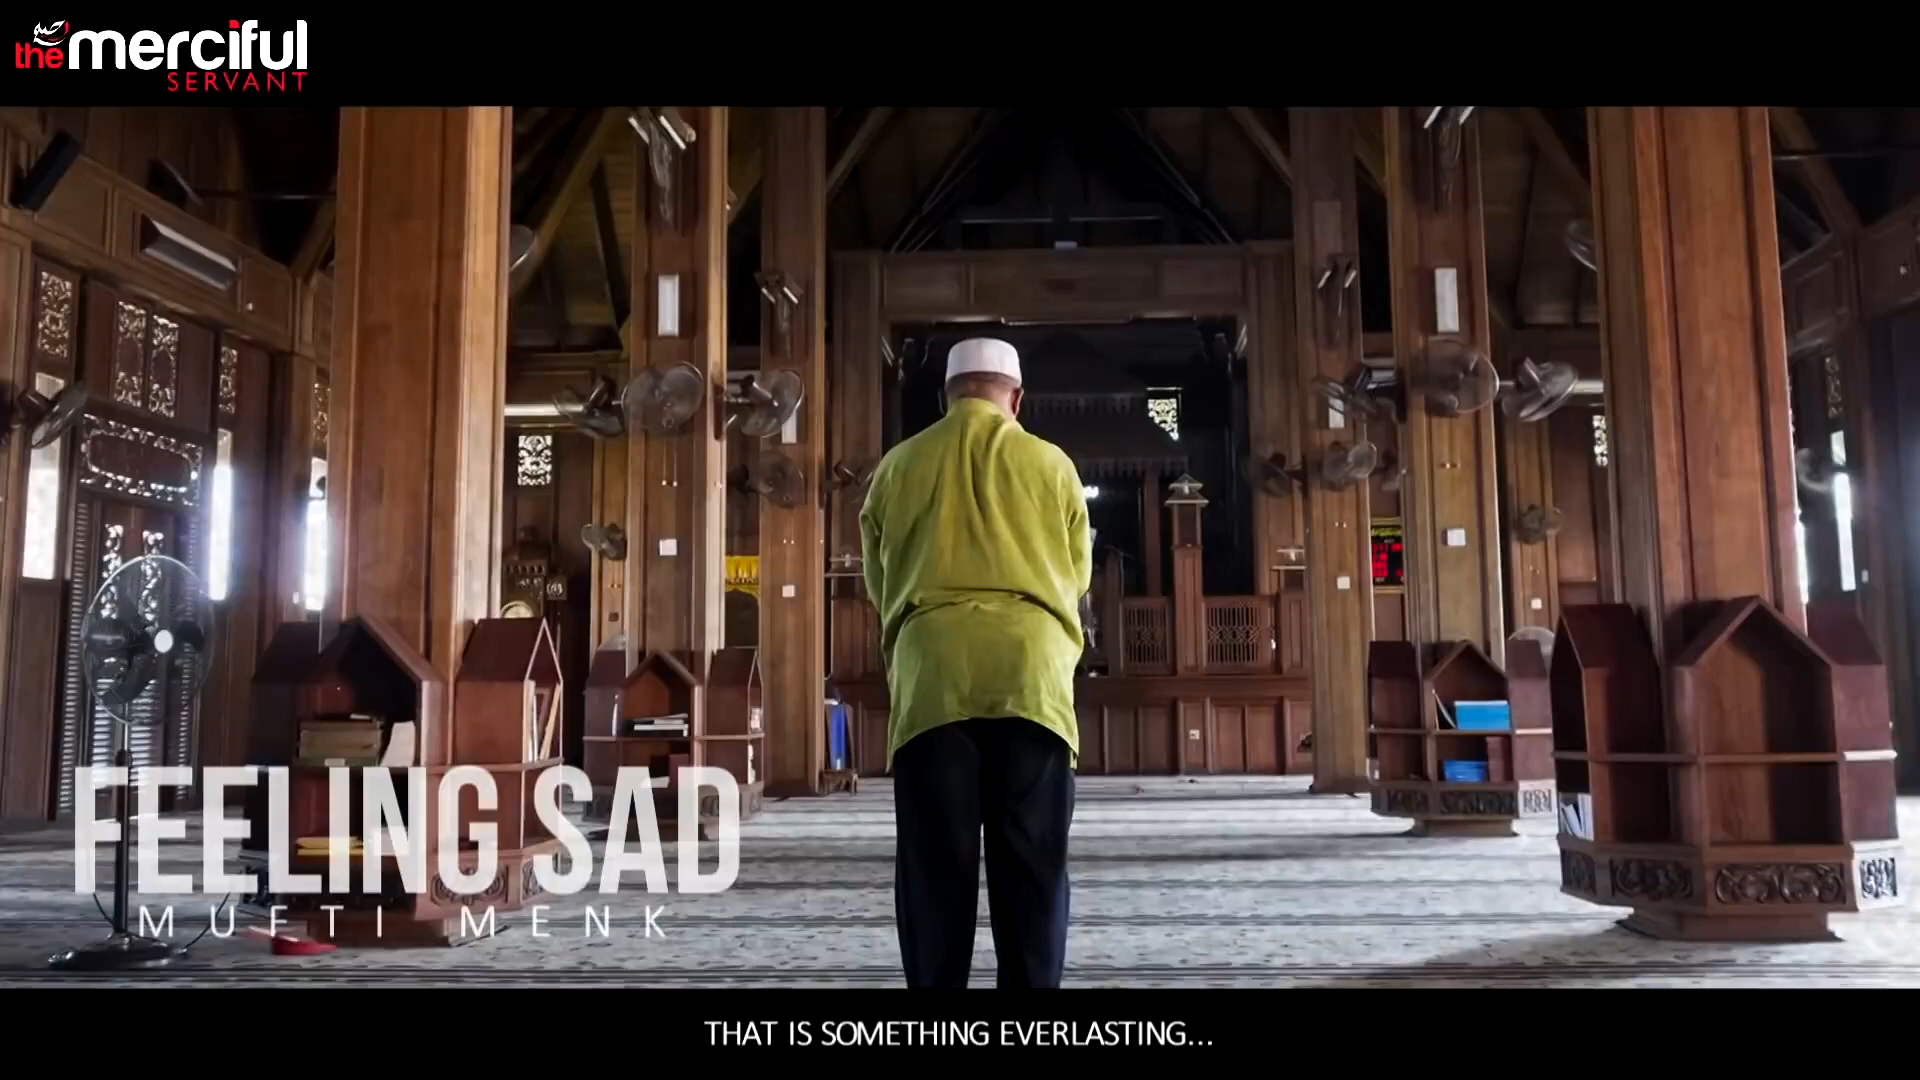 the merciful
SERVANT
FEELING SAD
MUFTI MENK
THAT IS SOMETHING EVERLASTING...